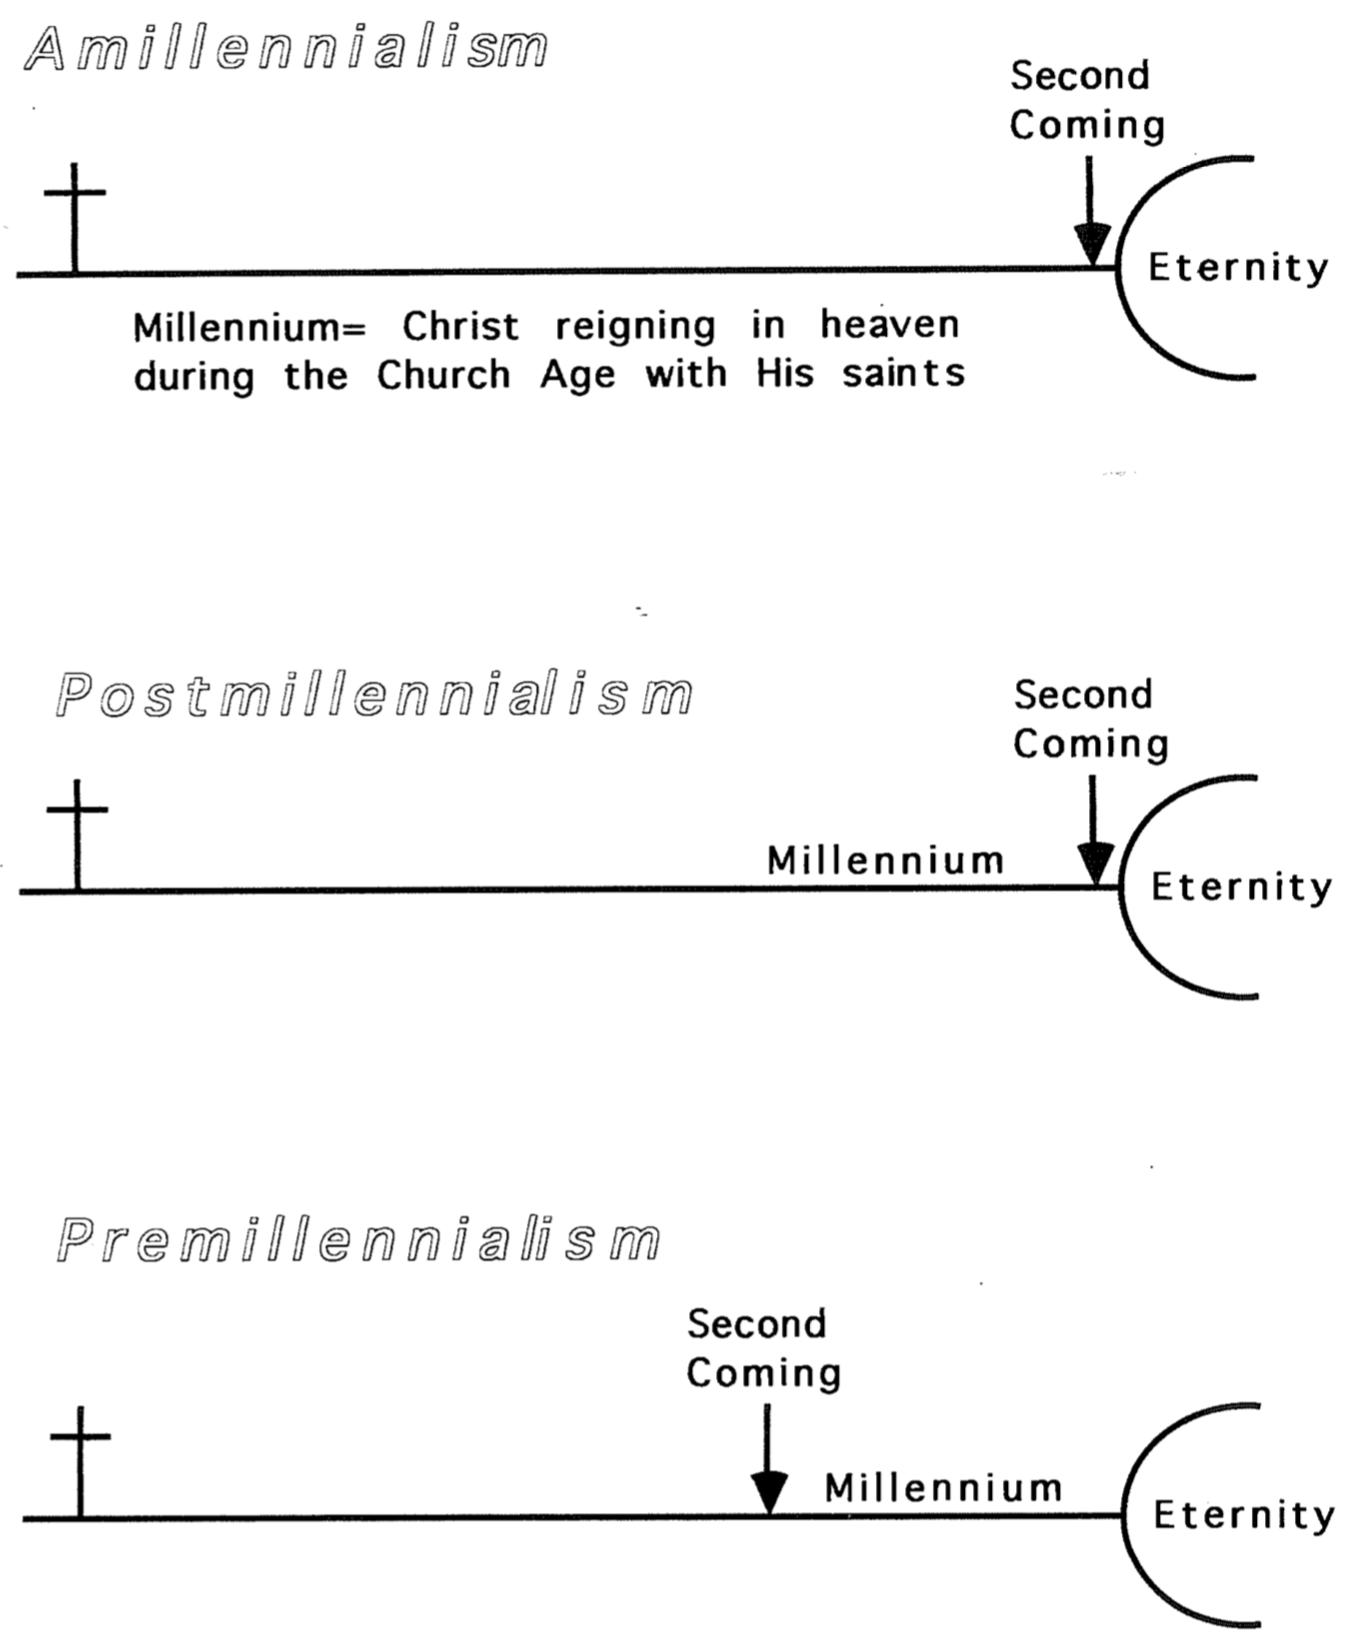 Amillennialism
Second
Coming
Eternity
Millennium= Christ reigning in heaven
during the Church Age with His saints
Postmillennialism
Second
Coming
Millennium
Eternity
Premillennialism
Second
Coming
Millennium
Eternity